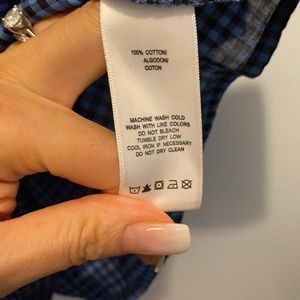 100% COTTON/
ALGODON/
COTON
MACHINE WASH COLD
WASH WITH LIKE COLORS
DO NOT BLEACH
TUMBLE DRY LOW
COOL IRON IF NECESSARY
DO NOT DRY CLEAN